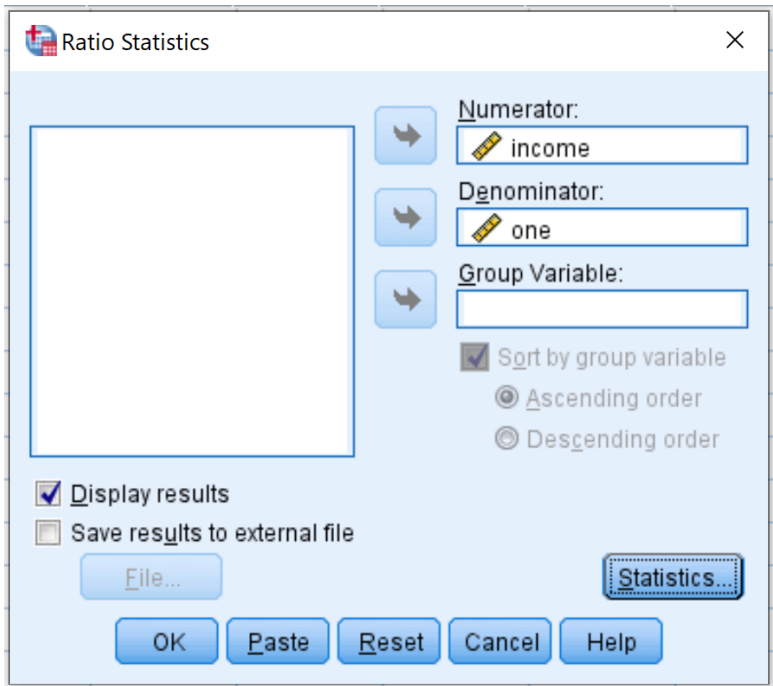 Ratio Statistics
Numerator:
income
Denominator:
one
Group Variable:
Sort by group variable
Ascending order
Descending order
Display results
Save results to external file
File...
Statistics...
OK Paste Reset Cancel Help